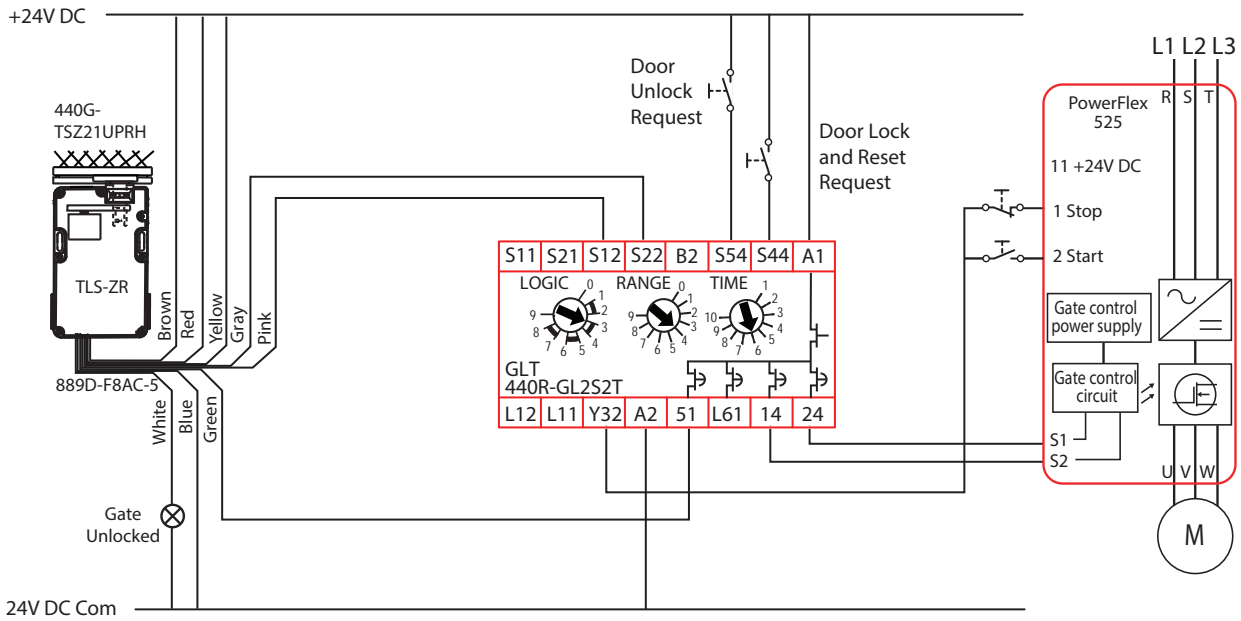 +24V DC
L1 L2 L3
440G-
TSZ21UPRH
Door
Unlock
Request
Door Lock
and Reset
Request
PowerFlex
525
R S T
11 +24V DC
1 Stop
2 Start
TLS-ZR
Brown
Red
Yellow
Gray
Pink
S11 S21 S12 S22 B2 S54 S44 A1
LOGIC RANGE TIME
0 1 2 3 4 5 6 7 8 9
0 1 2 3 4 5 6 7 8 9
1 2 3 4 5 6 7 8 9 10
Gate control
power supply
Gate control
circuit
GLT
440R-GL2S2T
889D-F8AC-5
L12 L11 Y32 A2 51 L61 14 24
White
Blue
Green
S1
S2
U V W
Gate
Unlocked
M
24V DC Com